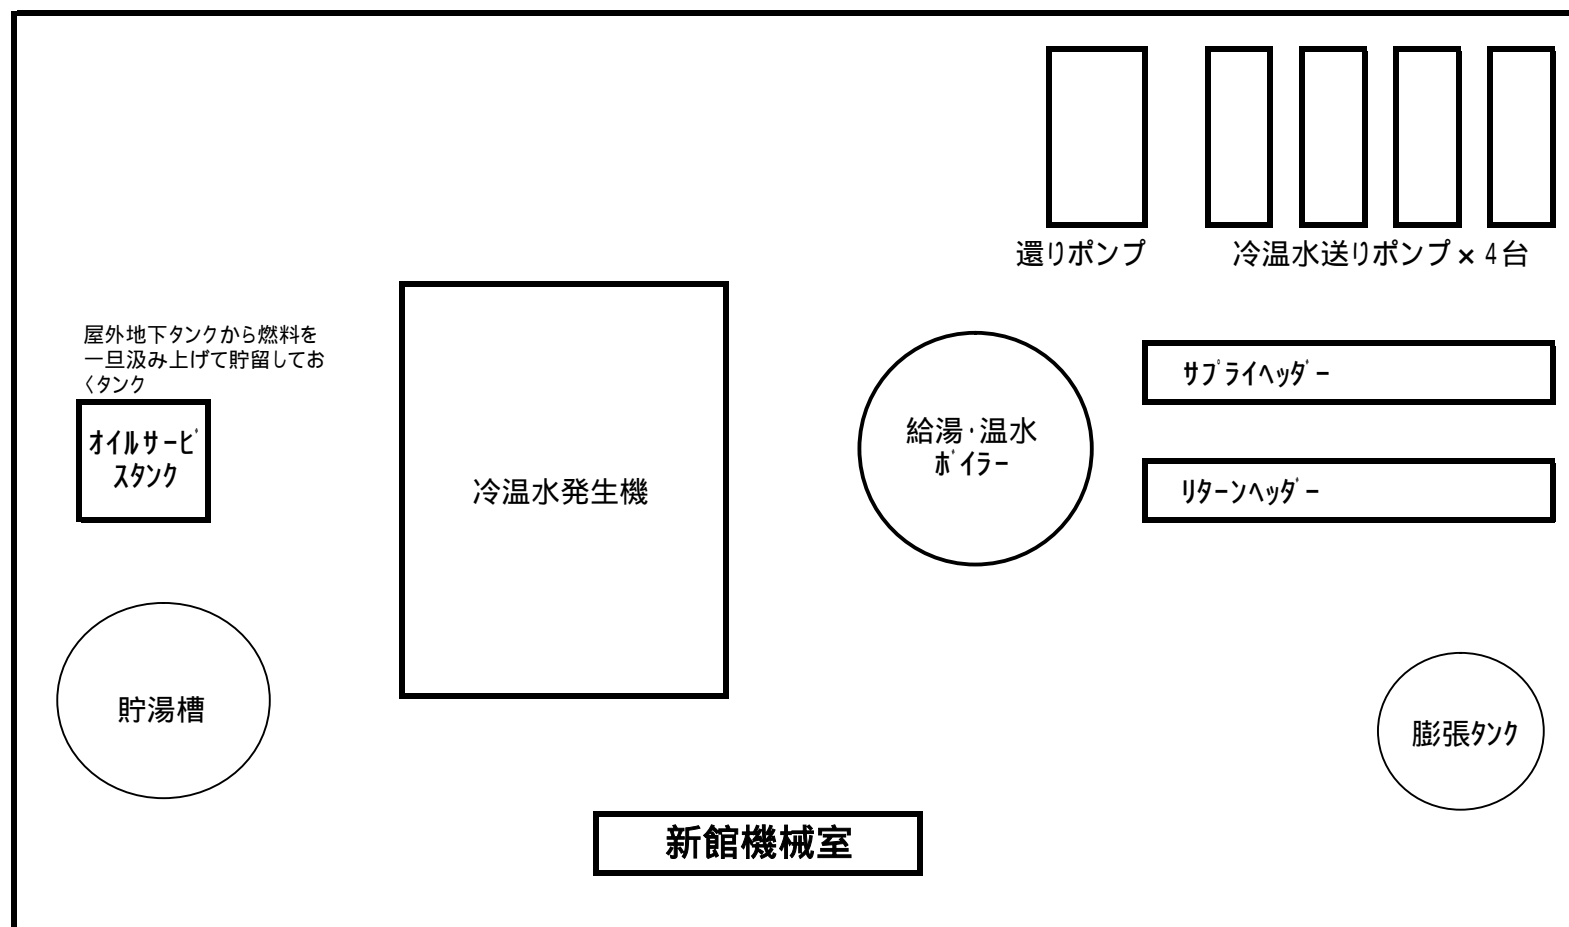 還りポンプ
冷温水送りポンプ×4台
屋外地下タンクから燃料を
一旦汲み上げて貯留してお
くタンク
オイルサービ
スタンク
冷温水発生機
給湯・温水
ボイラー
サプライヘッダー
リターンヘッダー
貯湯槽
膨張タンク
新館機械室